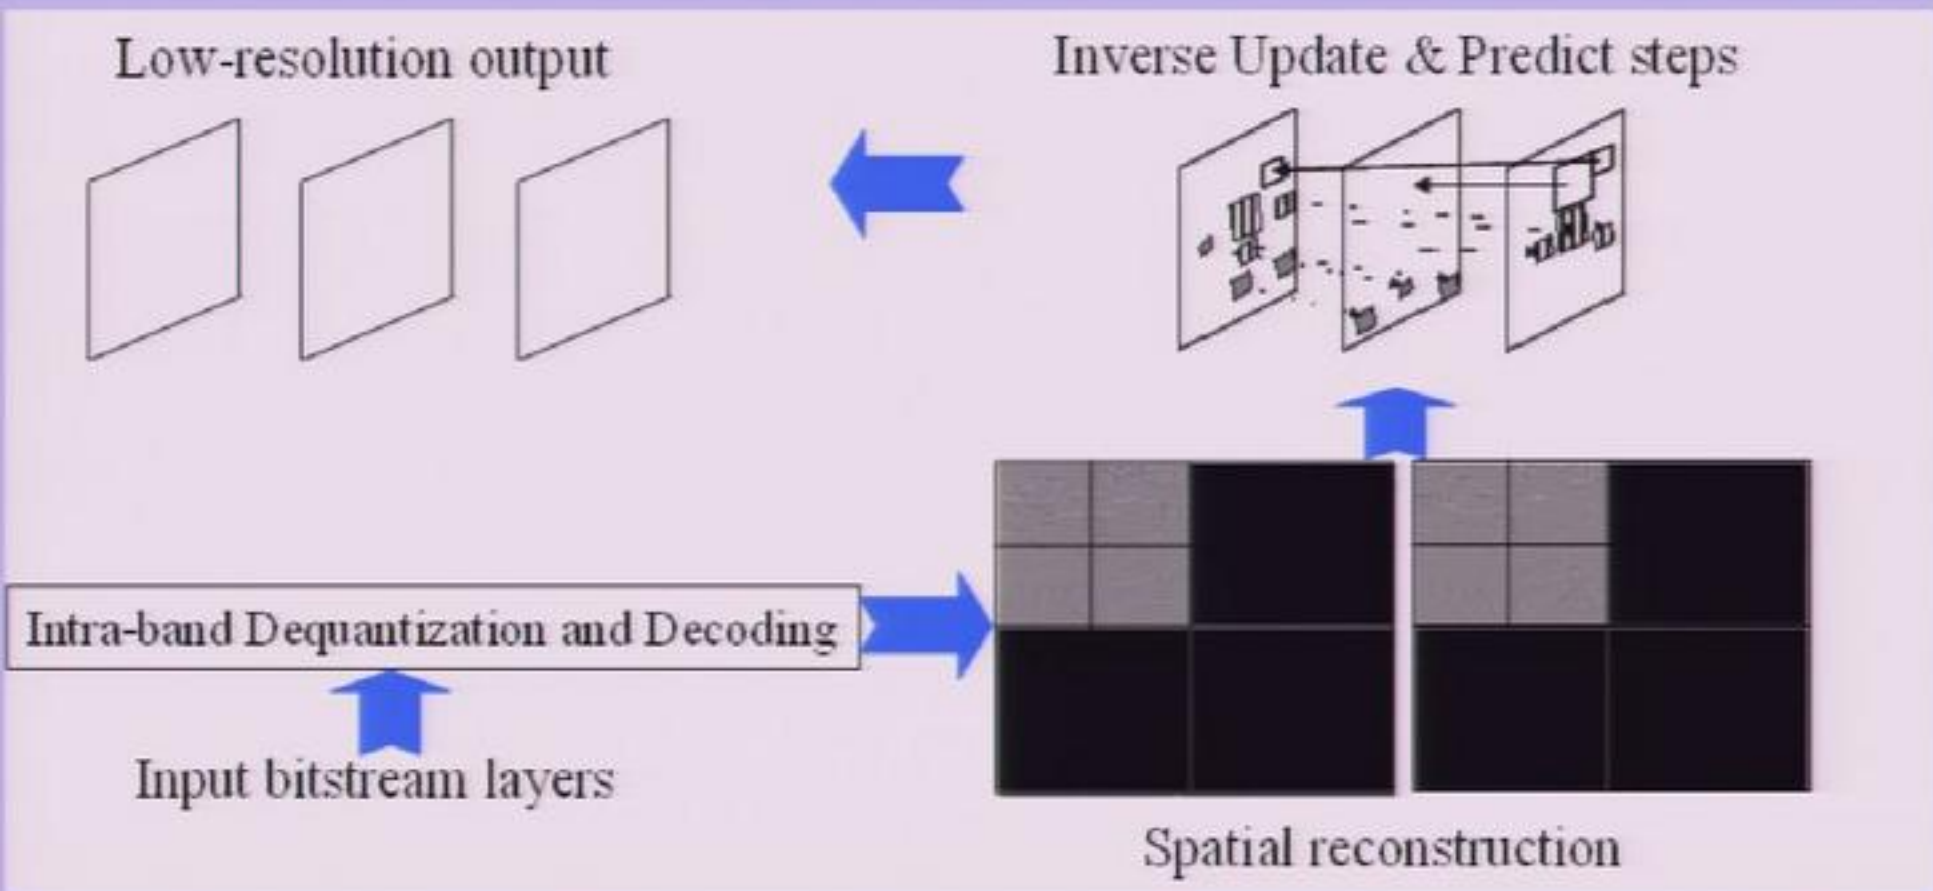 Low-resolution output
Inverse Update & Predict steps
Intra-band Dequantization and Decoding
Input bitstream layers
Spatial reconstruction